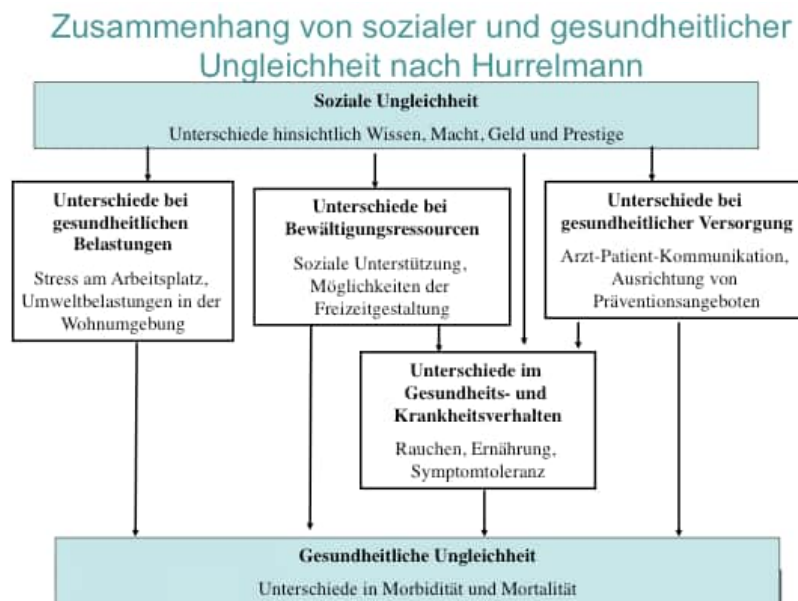 Zusammenhang von sozialer und gesundheitlicher
Ungleichheit nach Hurrelmann
Soziale Ungleichheit
Unterschiede hinsichtlich Wissen, Macht, Geld und Prestige
Unterschiede bei
gesundheitlichen
Belastungen
Stress am Arbeitsplatz,
Umweltbelastungen in der
Wohnumgebung
Unterschiede bei
Bewältigungsressourcen
Soziale Unterstützung,
Möglichkeiten der
Freizeitgestaltung
Unterschiede bei
gesundheitlicher Versorgung
Arzt-Patient-Kommunikation,
Ausrichtung von
Präventionsangeboten
Unterschiede im
Gesundheits- und
Krankheitsverhalten
Rauchen, Ernährung,
Symptomtoleranz
Gesundheitliche Ungleichheit
Unterschiede in Morbidität und Mortalität